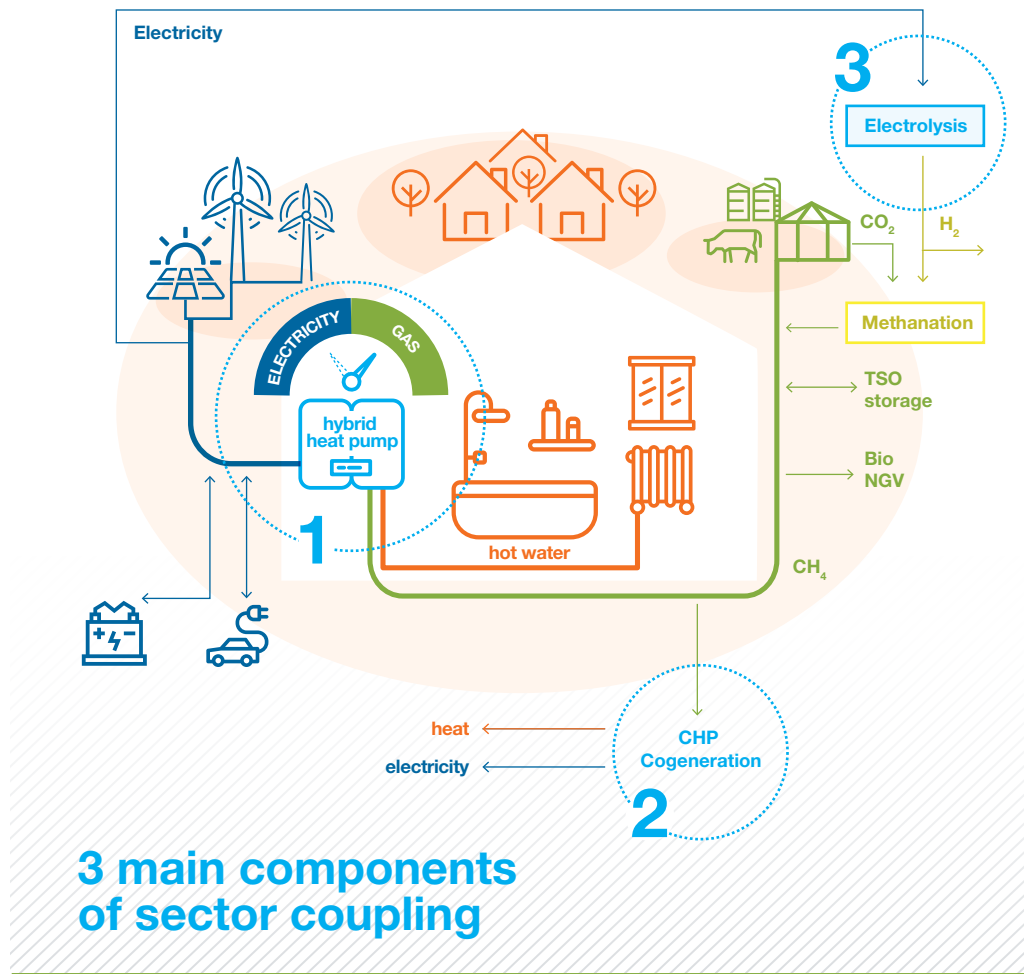 Electricity
3
Electrolysis
CO₂
H₂
Methanation
ELECTRICITY
GAS
TSO
storage
hybrid
heat pump
Bio
NGV
1
hot water
CH₄
heat
electricity
CHP
Cogeneration
2
3 main components
of sector coupling